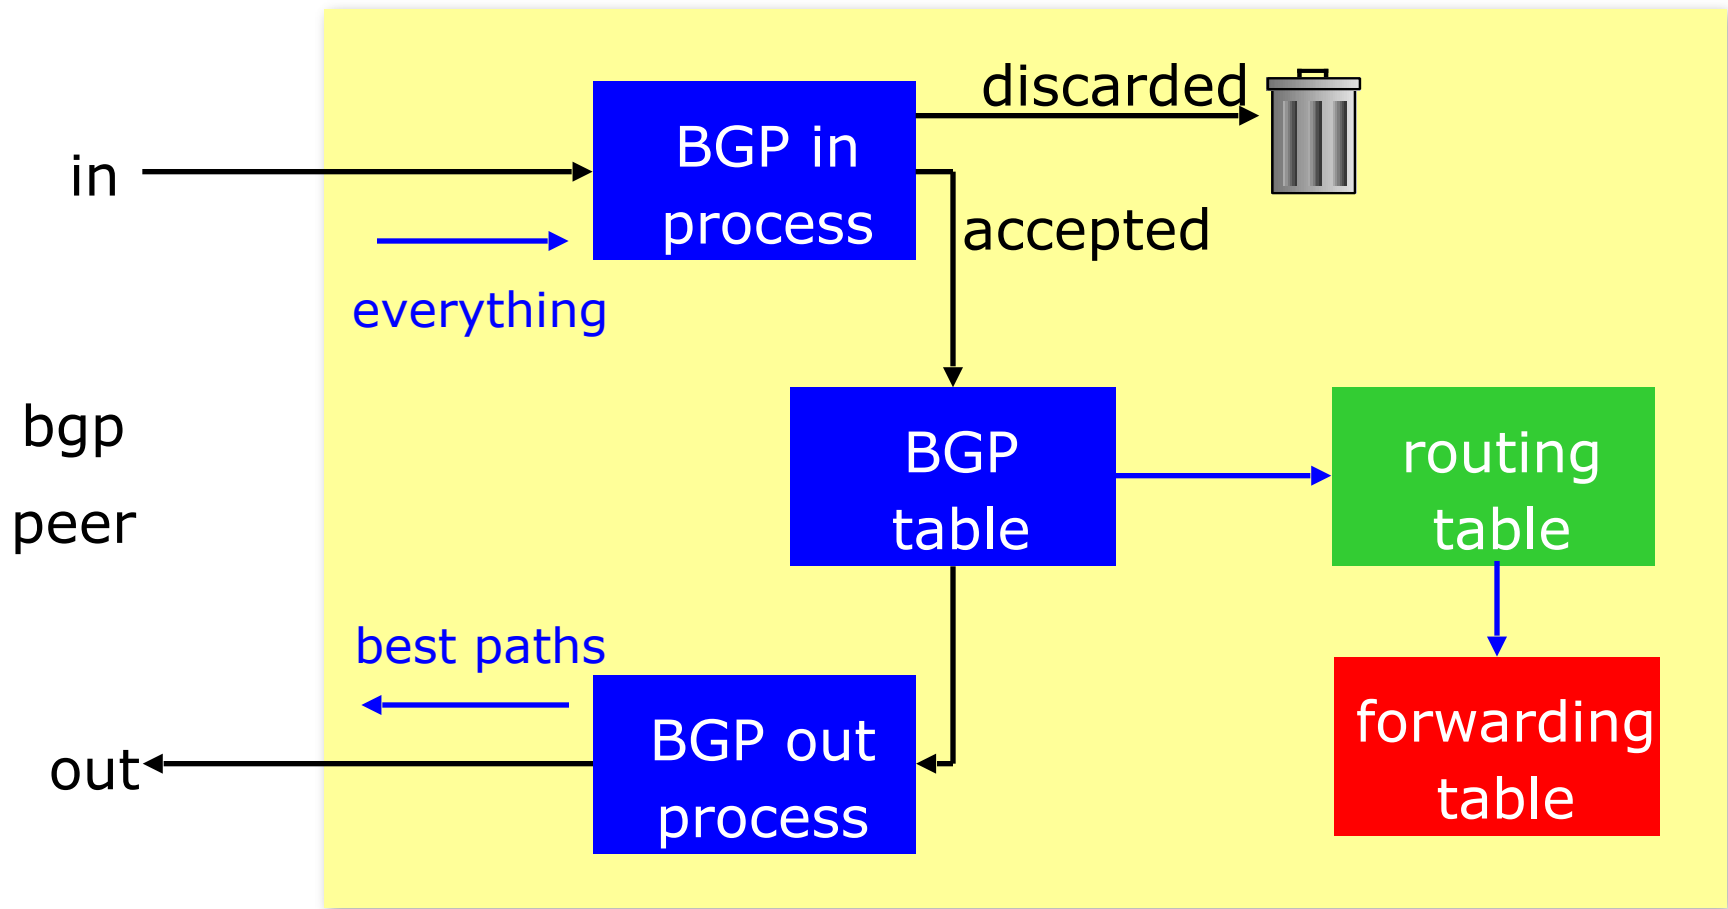 discarded
BGP in
process
in
accepted
everything
bgp
peer
BGP
table
routing
table
best paths
BGP out
process
out
forwarding
table